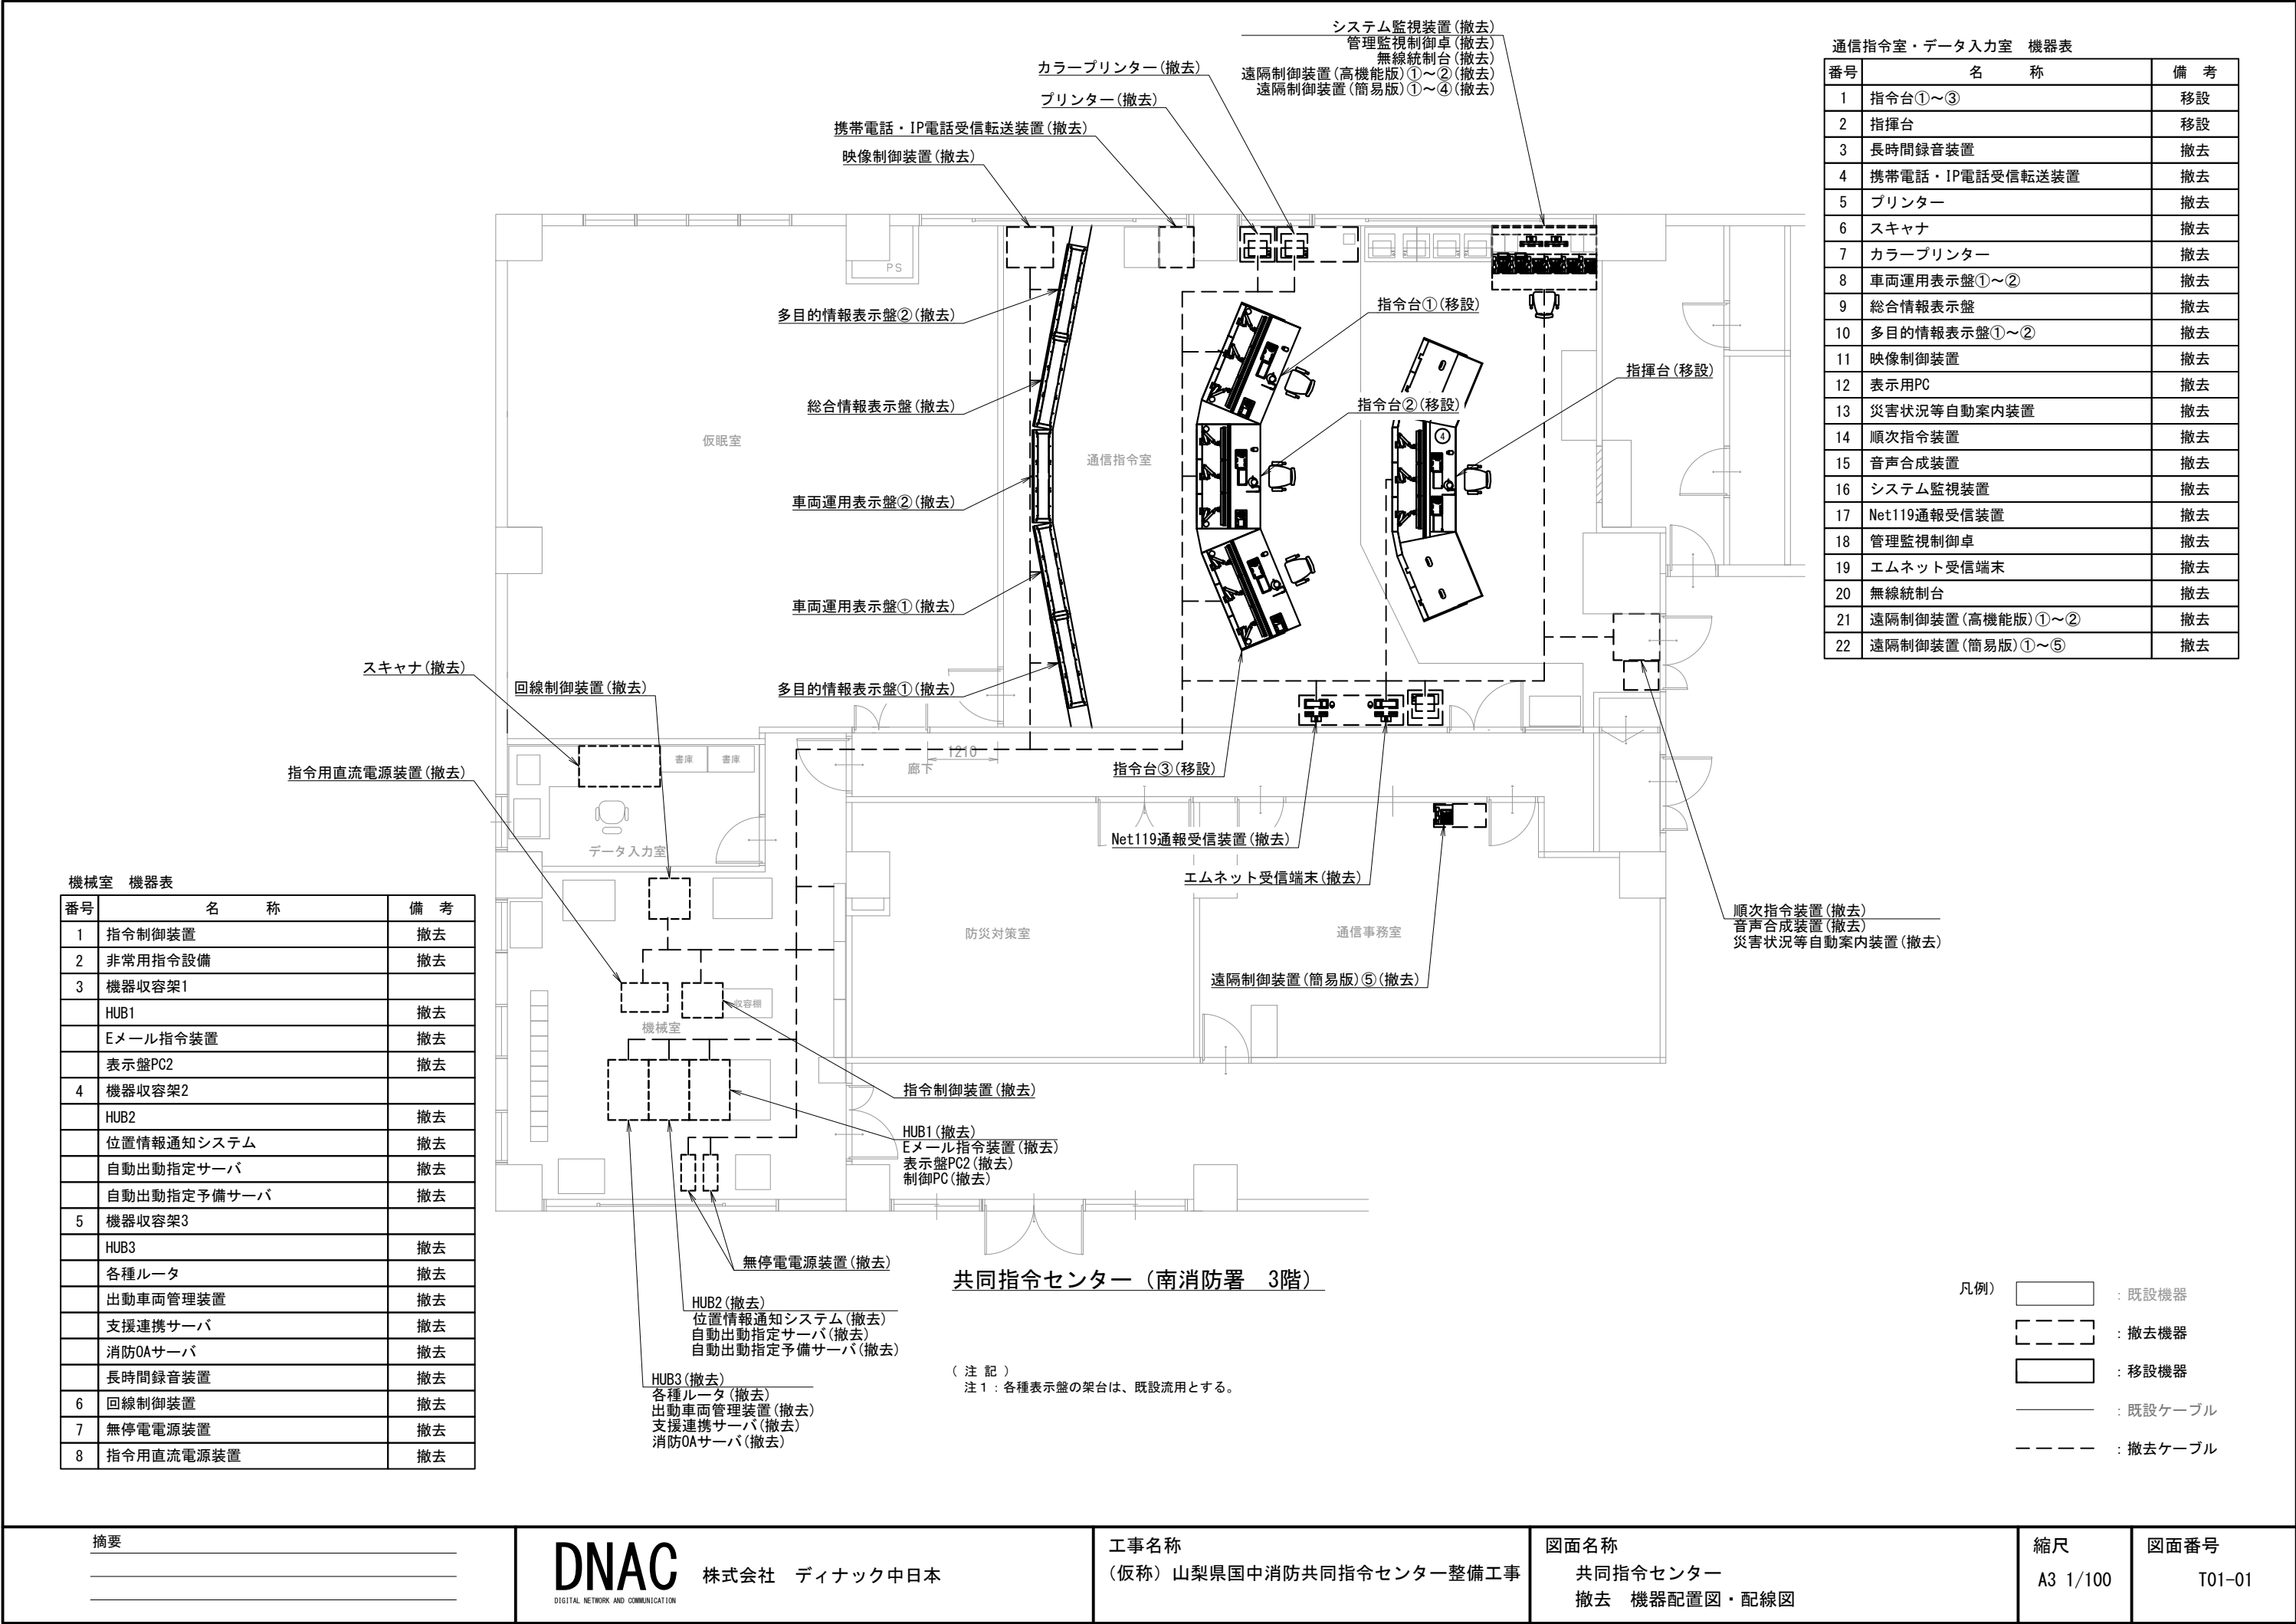 システム監視装置(撤去)
管理監視制御卓(撤去)
無線統制台(撤去)
遠隔制御装置(高機能版)①～②(撤去)
遠隔制御装置(簡易版)①～④(撤去)
カラープリンター(撤去)
プリンター(撤去)
携帯電話・IP電話受信転送装置(撤去)
映像制御装置(撤去)
通信指令室・データ入力室　機器表
番号 名　　　称 備　考
1 指令台①～③ 移設
2 指揮台 移設
3 長時間録音装置 撤去
4 携帯電話・IP電話受信転送装置 撤去
5 プリンター 撤去
6 スキャナ 撤去
7 カラープリンター 撤去
8 車両運用表示盤①～② 撤去
9 総合情報表示盤 撤去
10 多目的情報表示盤①～② 撤去
11 映像制御装置 撤去
12 表示用PC 撤去
13 災害状況等自動案内装置 撤去
14 順次指令装置 撤去
15 音声合成装置 撤去
16 システム監視装置 撤去
17 Net119通報受信装置 撤去
18 管理監視制御卓 撤去
19 エムネット受信端末 撤去
20 無線統制台 撤去
21 遠隔制御装置(高機能版)①～② 撤去
22 遠隔制御装置(簡易版)①～⑤ 撤去
PS
多目的情報表示盤②(撤去)
指令台①(移設)
指揮台(移設)
総合情報表示盤(撤去)
指令台②(移設)
仮眠室
通信指令室
④
車両運用表示盤②(撤去)
車両運用表示盤①(撤去)
スキャナ(撤去)
回線制御装置(撤去)
多目的情報表示盤①(撤去)
書庫
書庫
1210
廊下
指令用直流電源装置(撤去)
指令台③(移設)
データ入力室
Net119通報受信装置(撤去)
エムネット受信端末(撤去)
順次指令装置(撤去)
音声合成装置(撤去)
災害状況等自動案内装置(撤去)
防災対策室
通信事務室
遠隔制御装置(簡易版)⑤(撤去)
収容棚
機械室
指令制御装置(撤去)
HUB1(撤去)
Eメール指令装置(撤去)
表示盤PC2(撤去)
制御PC(撤去)
無停電電源装置(撤去)
HUB2(撤去)
位置情報通知システム(撤去)
自動出動指定サーバ(撤去)
自動出動指定予備サーバ(撤去)
HUB3(撤去)
各種ルータ(撤去)
出動車両管理装置(撤去)
支援連携サーバ(撤去)
消防OAサーバ(撤去)
機械室　機器表
番号 名　　　称 備　考
1 指令制御装置 撤去
2 非常用指令設備 撤去
3 機器収容架1
HUB1 撤去
Eメール指令装置 撤去
表示盤PC2 撤去
4 機器収容架2
HUB2 撤去
位置情報通知システム 撤去
自動出動指定サーバ 撤去
自動出動指定予備サーバ 撤去
5 機器収容架3
HUB3 撤去
各種ルータ 撤去
出動車両管理装置 撤去
支援連携サーバ 撤去
消防OAサーバ 撤去
長時間録音装置 撤去
6 回線制御装置 撤去
7 無停電電源装置 撤去
8 指令用直流電源装置 撤去
共同指令センター（南消防署　3階）
（ 注 記 ）
注１：各種表示盤の架台は、既設流用とする。
凡例）
：既設機器
：撤去機器
：移設機器
：既設ケーブル
：撤去ケーブル
摘要
DNAC
DIGITAL NETWORK AND COMMUNICATION
株式会社　ディナック中日本
工事名称
（仮称）山梨県国中消防共同指令センター整備工事
図面名称
共同指令センター
撤去　機器配置図・配線図
縮尺
A3 1/100
図面番号
T01-01